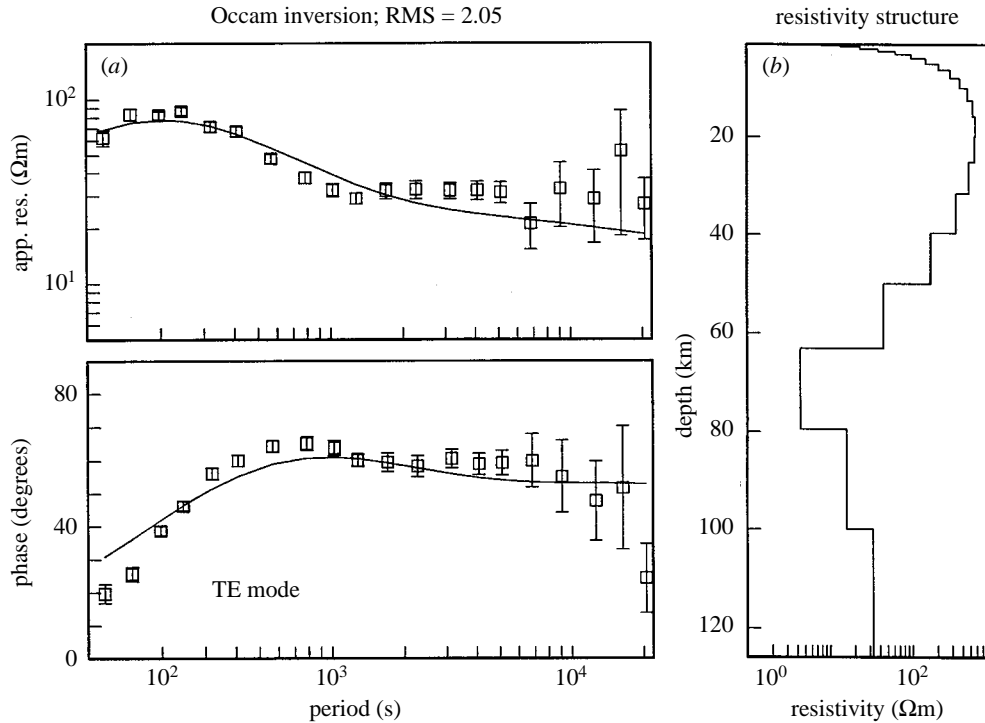 Occam inversion; RMS = 2.05
resistivity structure
(a)
10²
10¹
app. res. (Ωm)
80
40
0
phase (degrees)
TE mode
10² 10³ 10⁴
period (s)
(b)
20
40
60
80
100
120
depth (km)
10⁰ 10²
resistivity (Ωm)